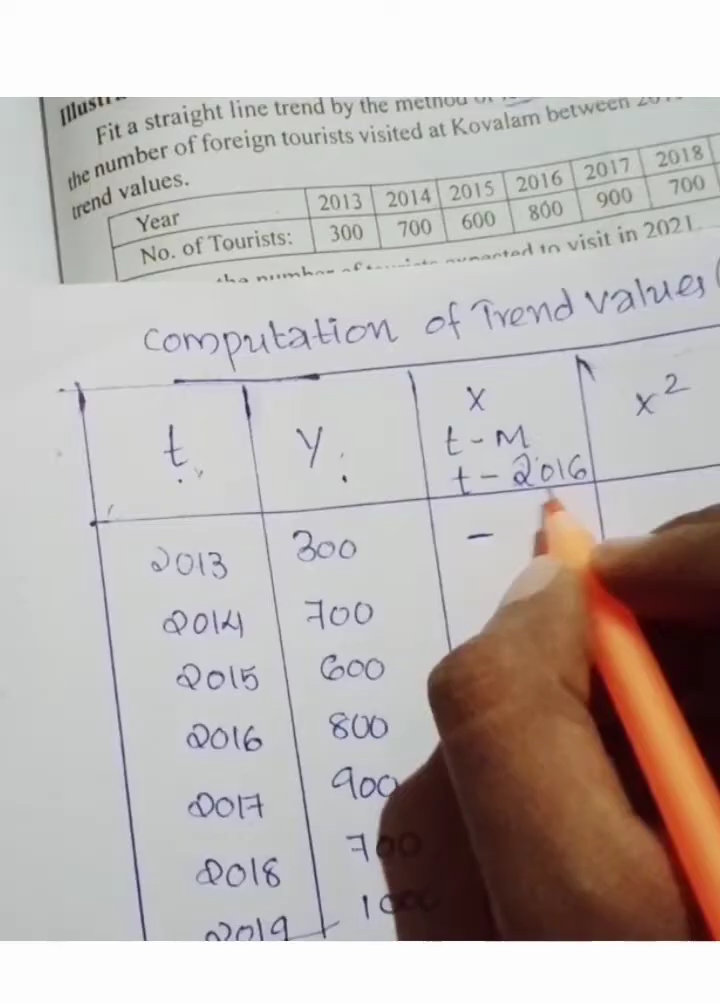 Fit a straight line trend by the method
the number of foreign tourists visited at Kovalam between
trend values.
Year 2013 2014 2015 2016 2017 2018
No. of Tourists: 300 700 600 800 900 700
expected to visit in 2021.
Computation of Trend values
t Y x x²
t - M
t - 2016
2013 300 -
2014 700
2015 600
2016 800
2017 900
2018 700
2019